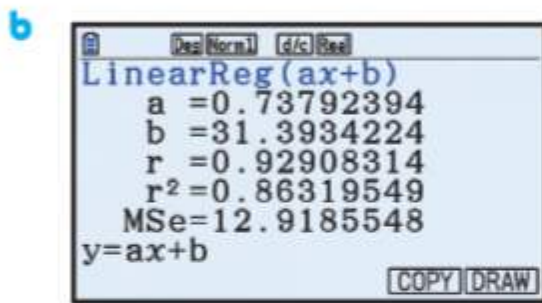 b
Deg Norm1 d/c Real
LinearReg(ax+b)
a =0.73792394
b =31.3934224
r =0.92908314
r²=0.86319549
MSe=12.9185548
y=ax+b
COPY DRAW